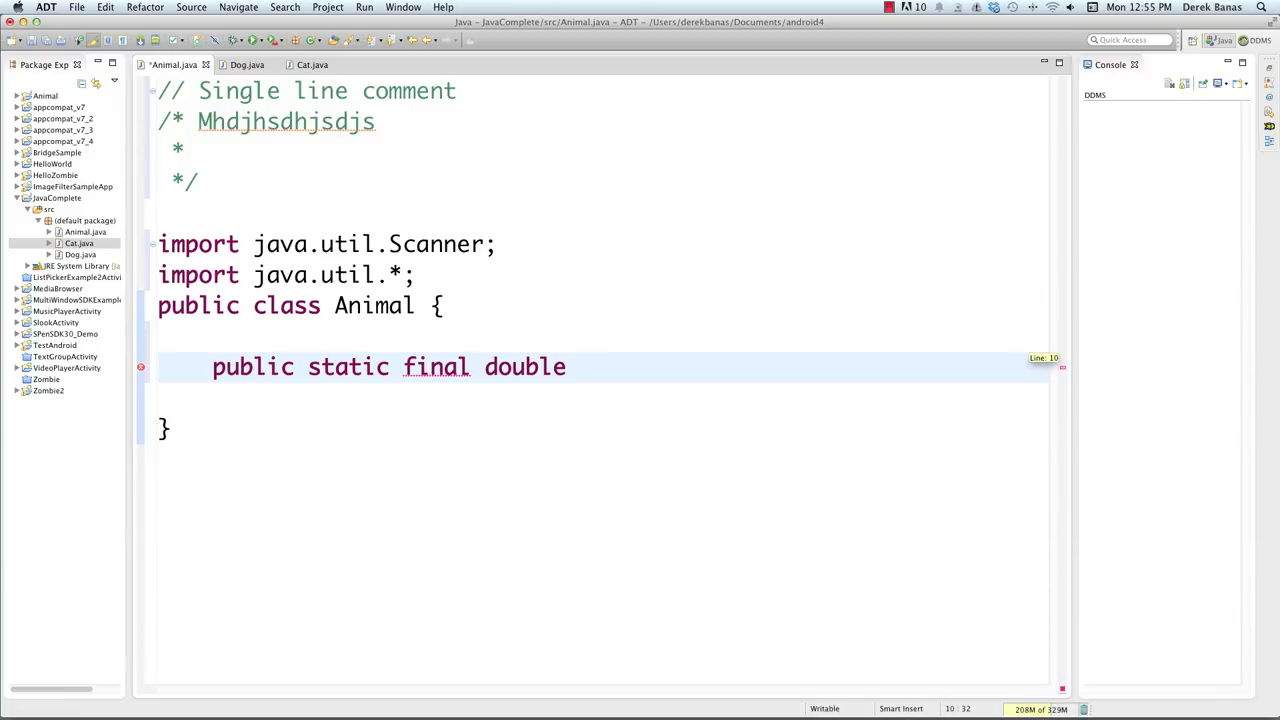 ADT File Edit Refactor Source Navigate Search Project Run Window Help 10 Mon 12:55 PM Derek Banas
Java - JavaComplete/src/Animal.java - ADT - /Users/derekbanas/Documents/android4
Quick Access Java DDMS
Package Exp
*Animal.java Dog.java Cat.java
Console
DDMS
Animal
appcompat_v7
appcompat_v7_2
appcompat_v7_3
appcompat_v7_4
BridgeSample
HelloWorld
HelloZombie
ImageFilterSampleApp
JavaComplete
src
(default package)
Animal.java
Cat.java
Dog.java
JRE System Library [Ja
ListPickerExample2Activi
MediaBrowser
MultiWindowSDKExample
MusicPlayerActivity
SlookActivity
SPenSDK30_Demo
TestAndroid
TextGroupActivity
VideoPlayerActivity
Zombie
Zombie2
// Single line comment
/* Mhdjhsdhjsdjs
*
*/
import java.util.Scanner;
import java.util.*;
public class Animal {
public static final double
}
Line: 10
Writable Smart Insert 10 : 32 208M of 329M